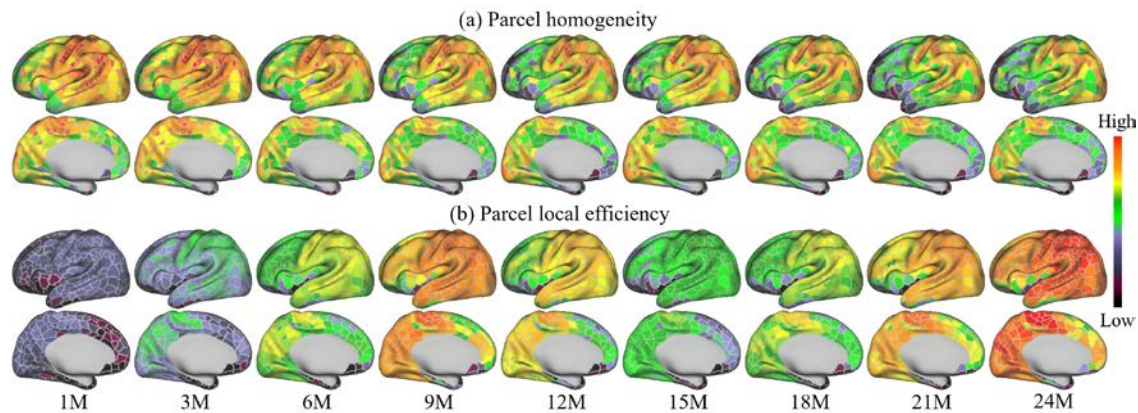 (a) Parcel homogeneity
High
(b) Parcel local efficiency
Low
1M 3M 6M 9M 12M 15M 18M 21M 24M